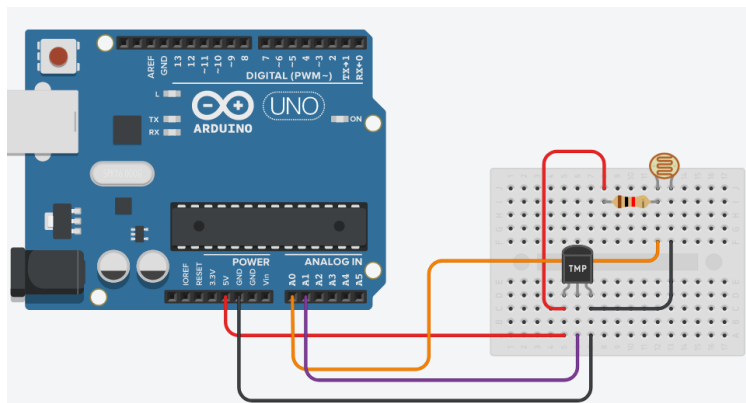 AREF
GND
13
12
~11
~10
~9
8
7
~6
~5
4
~3
2
TX→1
RX←0
DIGITAL (PWM~)
L
TX
RX
UNO
ARDUINO
ON
TMP
POWER
ANALOG IN
IOREF
RESET
3.3V
5V
GND
GND
Vin
A0
A1
A2
A3
A4
A5